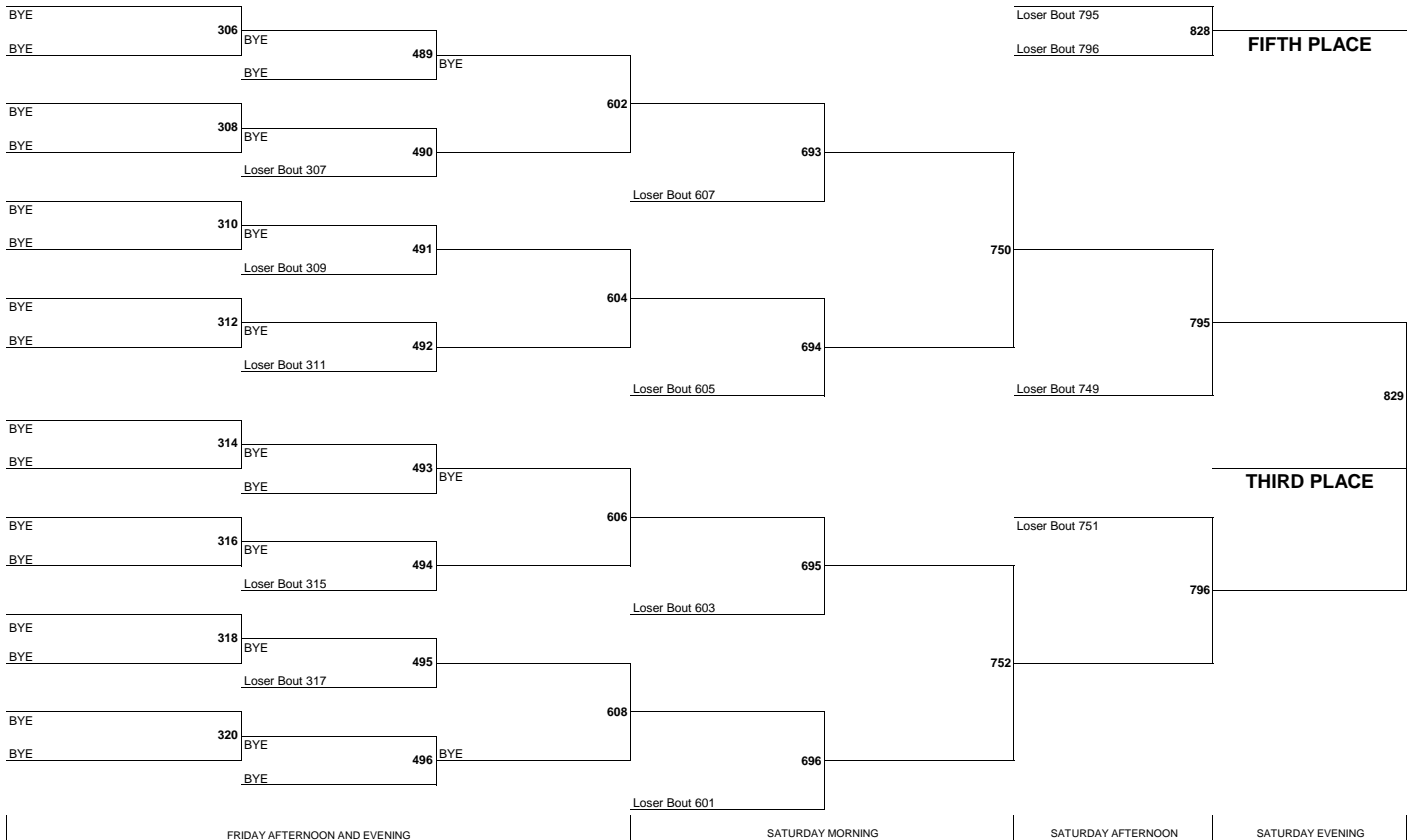 BYE
Loser Bout 795
306
828
BYE
FIFTH PLACE
BYE
Loser Bout 796
489
BYE
BYE
602
BYE
308
BYE
BYE
490
693
Loser Bout 307
Loser Bout 607
BYE
310
BYE
BYE
491
750
Loser Bout 309
604
BYE
312
795
BYE
BYE
492
694
Loser Bout 311
Loser Bout 605
Loser Bout 749
829
BYE
314
BYE
BYE
493
BYE
THIRD PLACE
BYE
606
BYE
Loser Bout 751
316
BYE
BYE
494
695
Loser Bout 315
796
Loser Bout 603
BYE
318
BYE
BYE
495
752
Loser Bout 317
608
BYE
320
BYE
BYE
BYE
496
696
BYE
Loser Bout 601
FRIDAY AFTERNOON AND EVENING
SATURDAY MORNING
SATURDAY AFTERNOON
SATURDAY EVENING